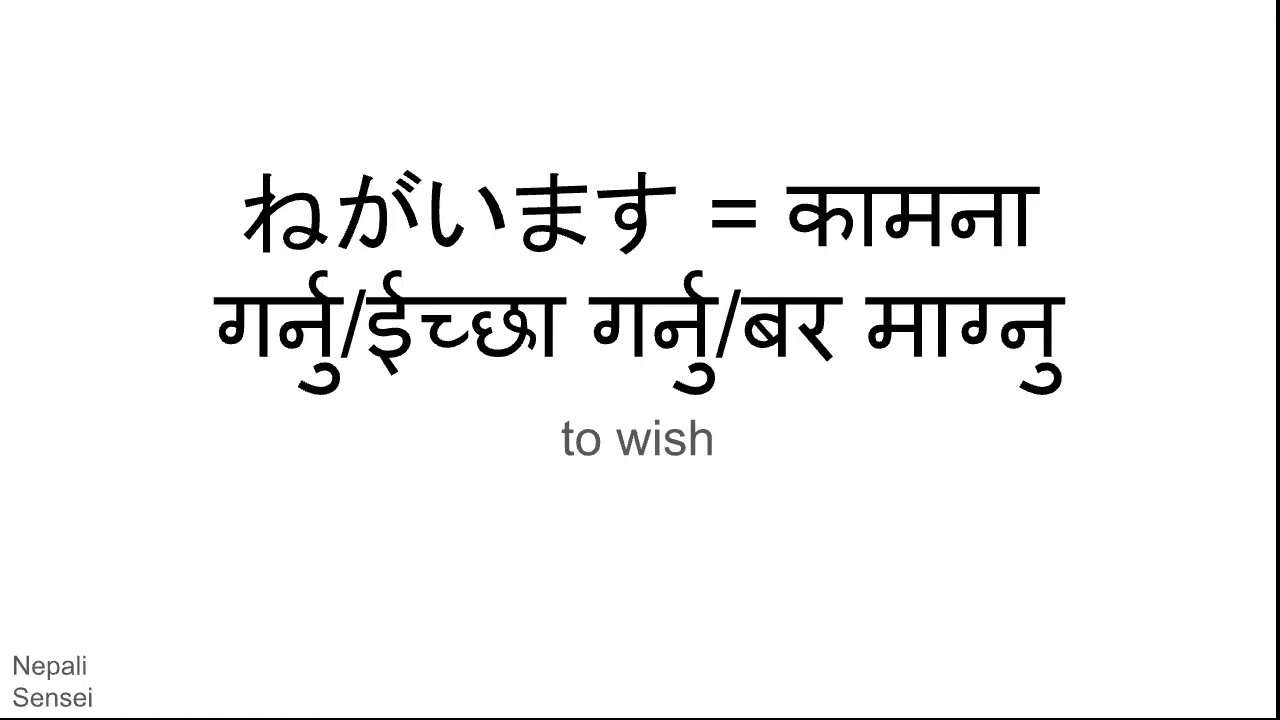 ねがいます = कामना
गर्नु/ईच्छा गर्नु/बर माग्नु
to wish
Nepali
Sensei